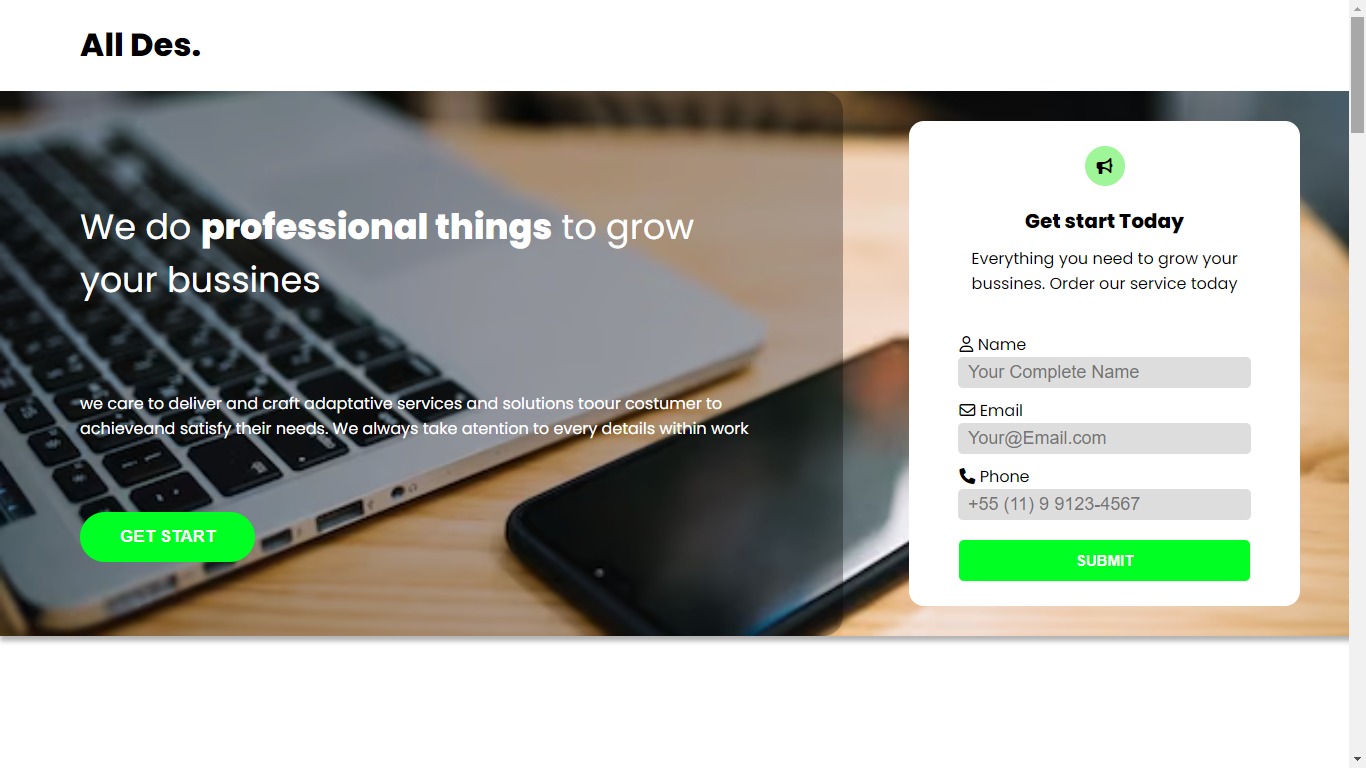 All Des.
We do professional things to grow
your bussines
we care to deliver and craft adaptative services and solutions toour costumer to
achieveand satisfy their needs. We always take atention to every details within work
GET START
Get start Today
Everything you need to grow your
bussines. Order our service today
Name
Your Complete Name
Email
Your@Email.com
Phone
+55 (11) 9 9123-4567
SUBMIT